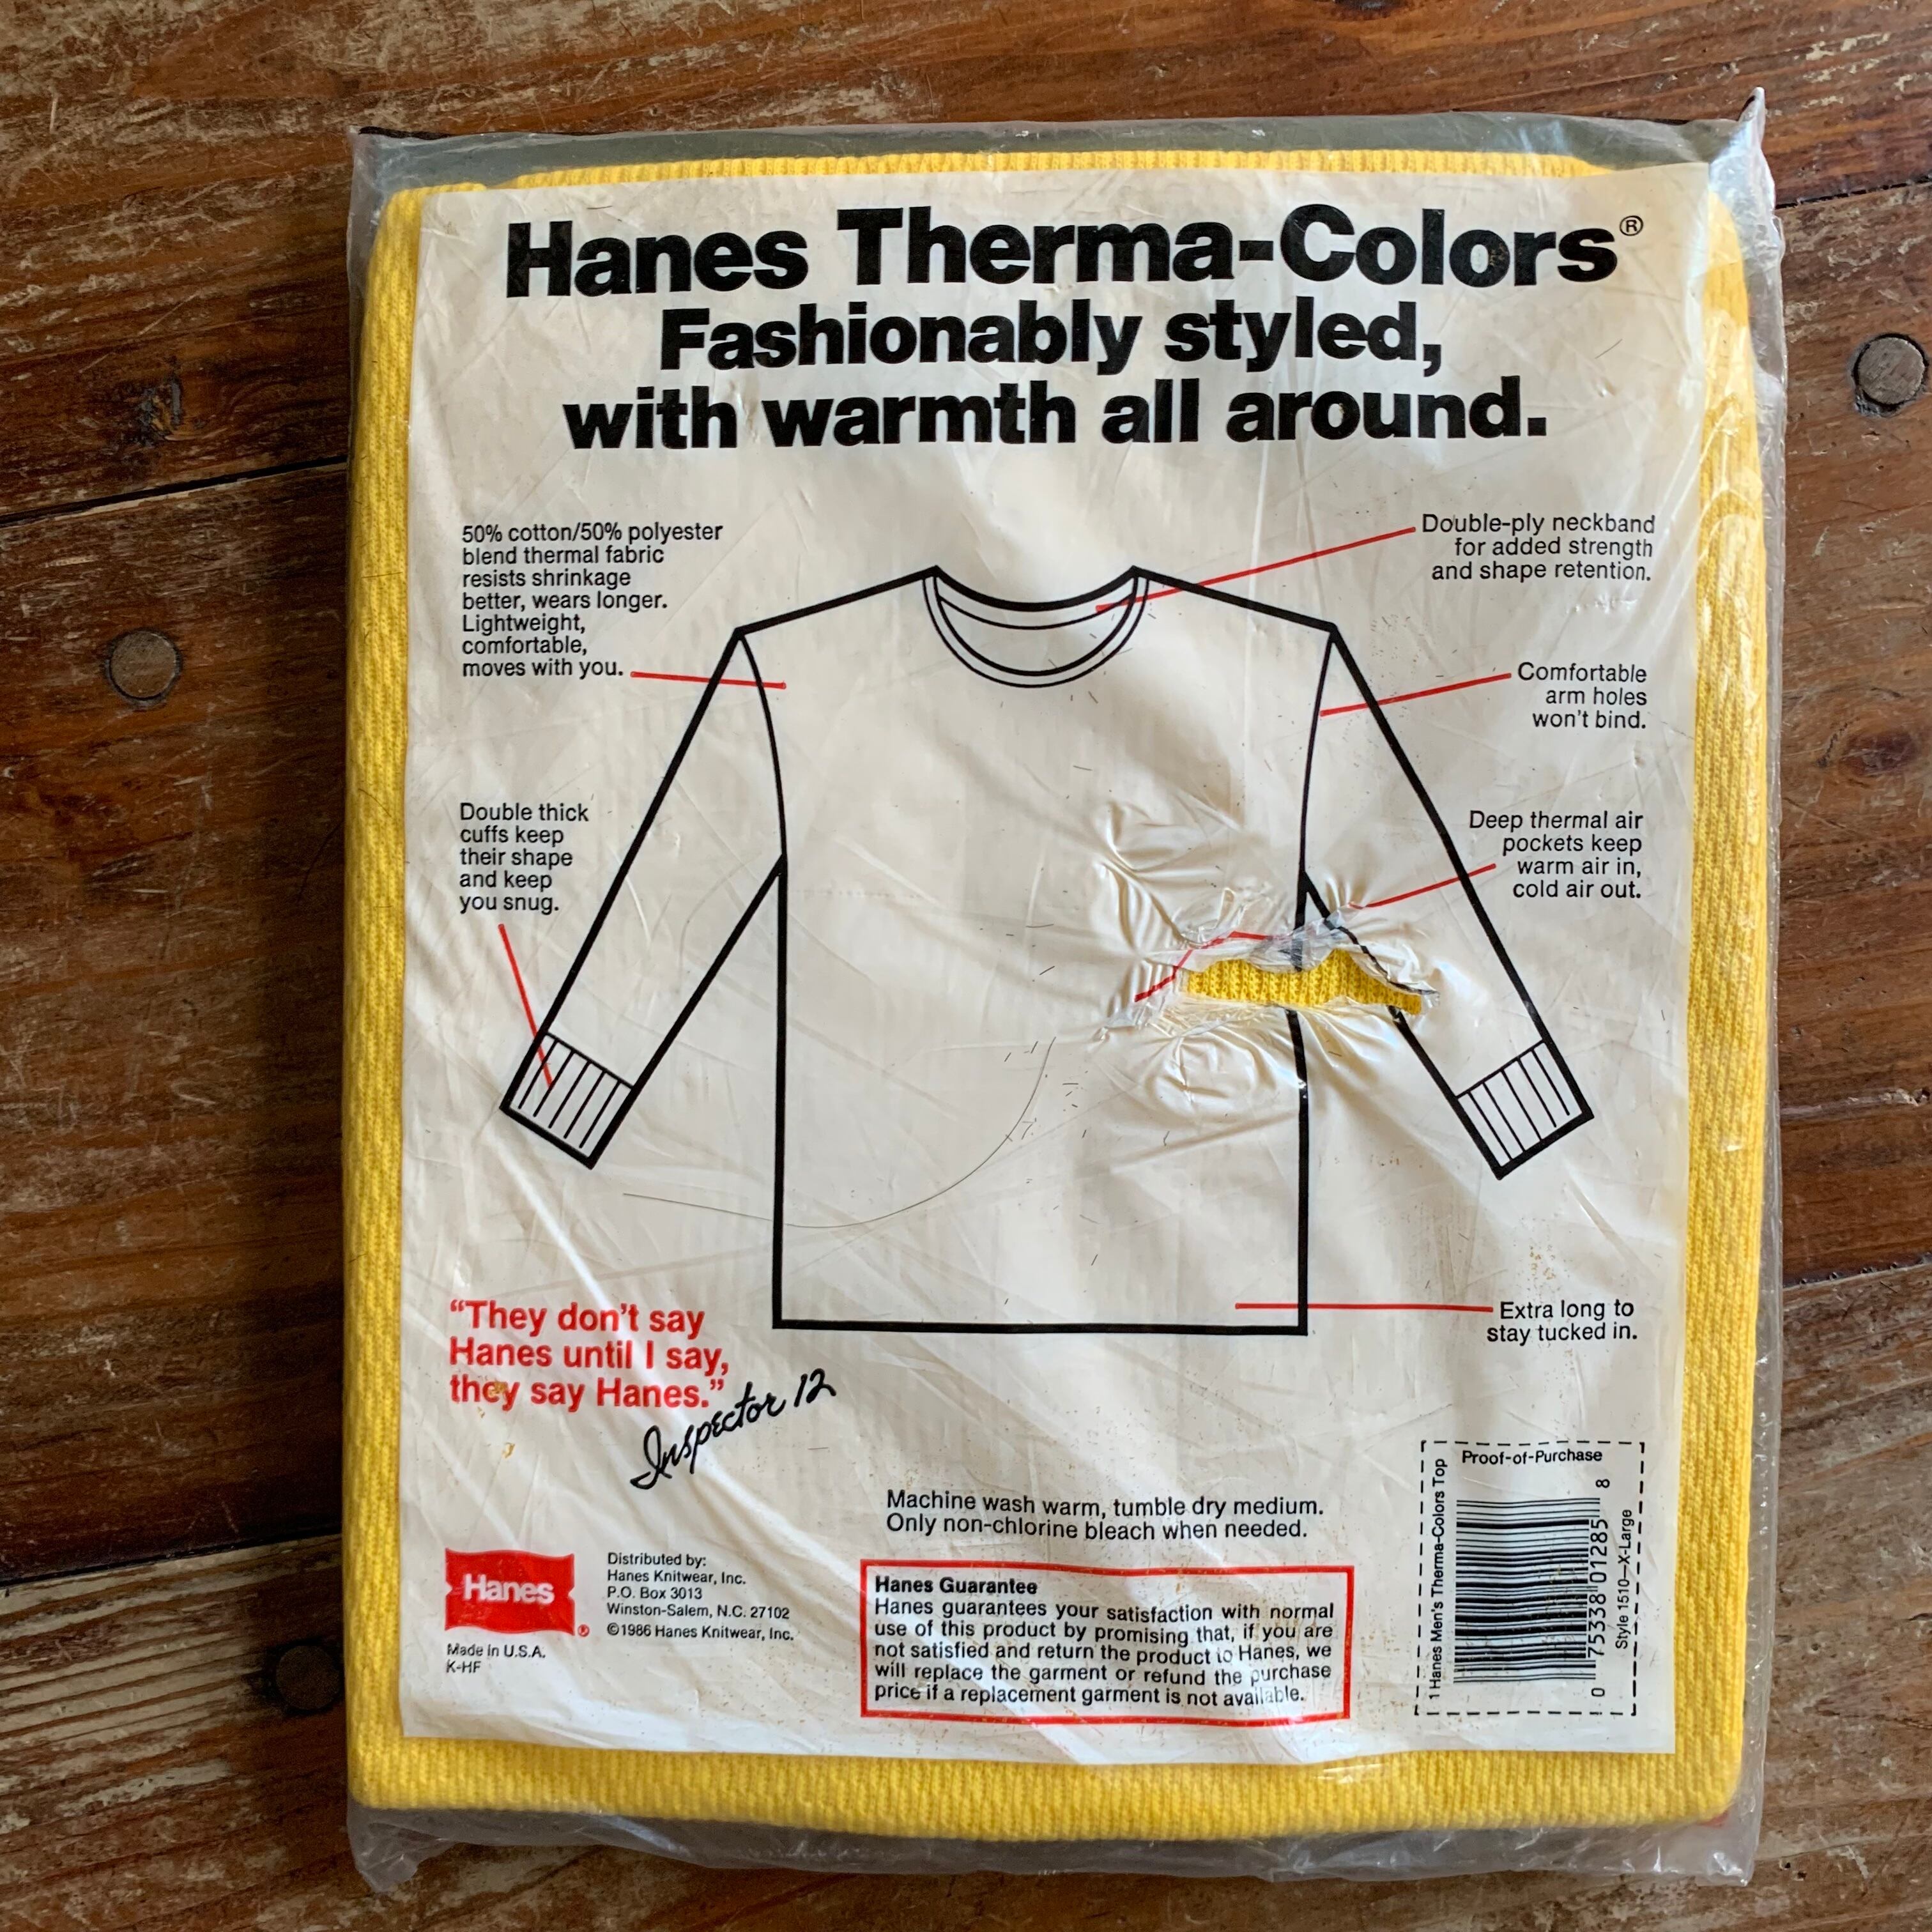 Hanes Therma-Colors®
Fashionably styled,
with warmth all around.
50% cotton/50% polyester
blend thermal fabric
resists shrinkage
better, wears longer.
Lightweight,
comfortable,
moves with you.
Double-ply neckband
for added strength
and shape retention.
Comfortable
arm holes
won't bind.
Double thick
cuffs keep
their shape
and keep
you snug.
Deep thermal air
pockets keep
warm air in,
cold air out.
Extra long to
stay tucked in.
“They don't say
Hanes until I say,
they say Hanes.”
Inspector 12
Machine wash warm, tumble dry medium.
Only non-chlorine bleach when needed.
Hanes®
Made in U.S.A.
K-HF
Distributed by:
Hanes Knitwear, Inc.
P.O. Box 3013
Winston-Salem, N.C. 27102
©1986 Hanes Knitwear, Inc.
Hanes Guarantee
Hanes guarantees your satisfaction with normal
use of this product by promising that, if you are
not satisfied and return the product to Hanes, we
will replace the garment or refund the purchase
price if a replacement garment is not available.
Proof-of-Purchase
1 Hanes Men's Therma-Colors Top
0 75338 01285 8
Style 1510—X-Large